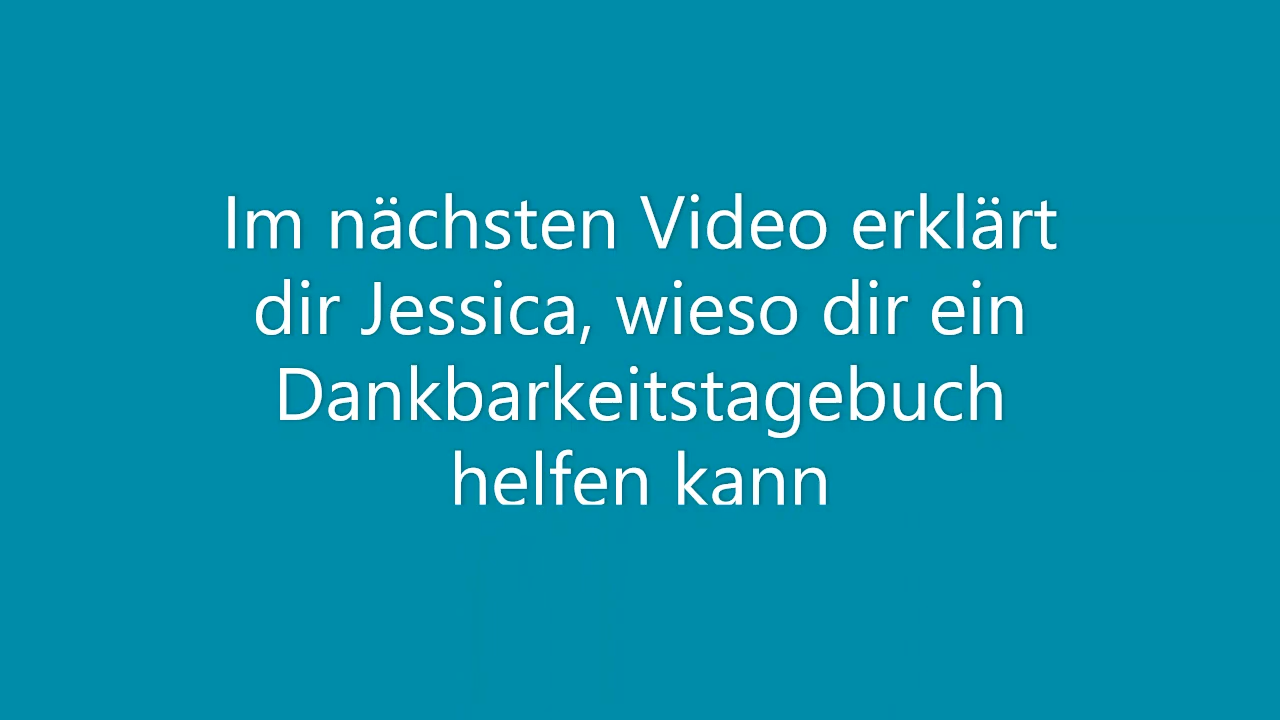 Im nächsten Video erklärt
dir Jessica, wieso dir ein
Dankbarkeitstagebuch
helfen kann